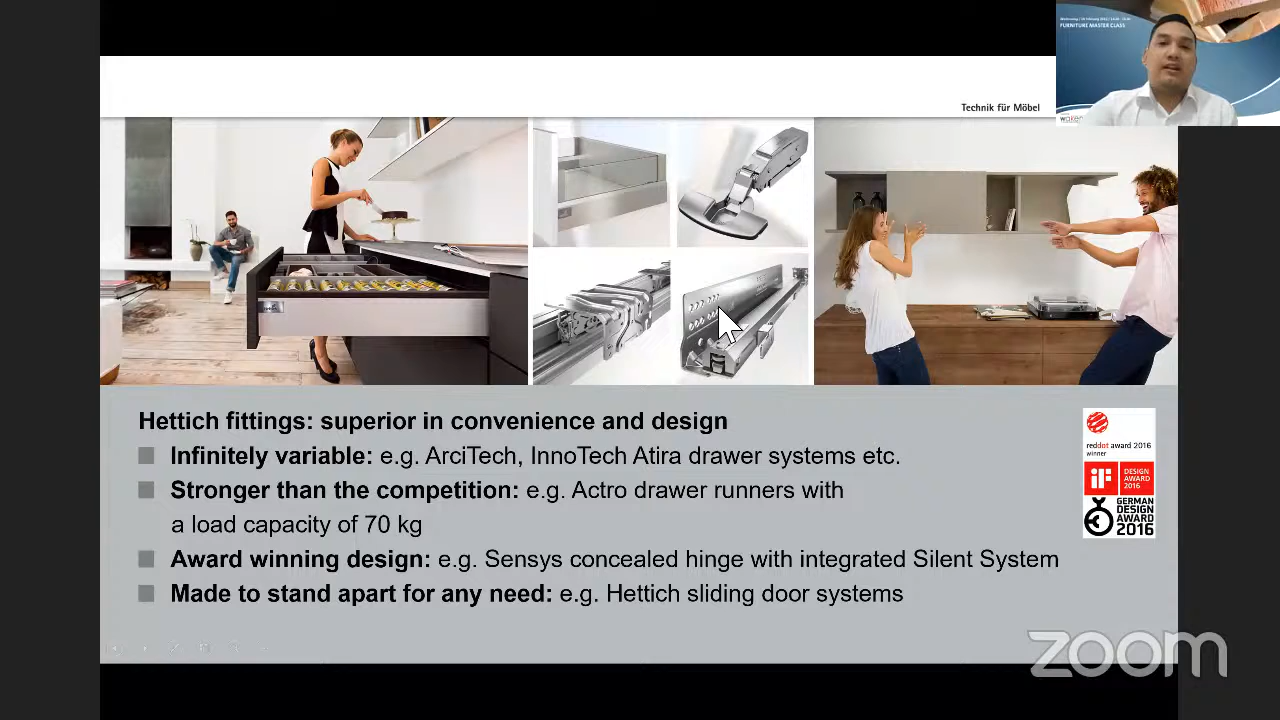 FURNITURE MASTER CLASS
Technik für Möbel
Hettich fittings: superior in convenience and design
Infinitely variable: e.g. ArciTech, InnoTech Atira drawer systems etc.
Stronger than the competition: e.g. Actro drawer runners with
a load capacity of 70 kg
Award winning design: e.g. Sensys concealed hinge with integrated Silent System
Made to stand apart for any need: e.g. Hettich sliding door systems
reddot award 2016
winner
iF
DESIGN
AWARD
2016
GERMAN
DESIGN
AWARD
2016
zoom